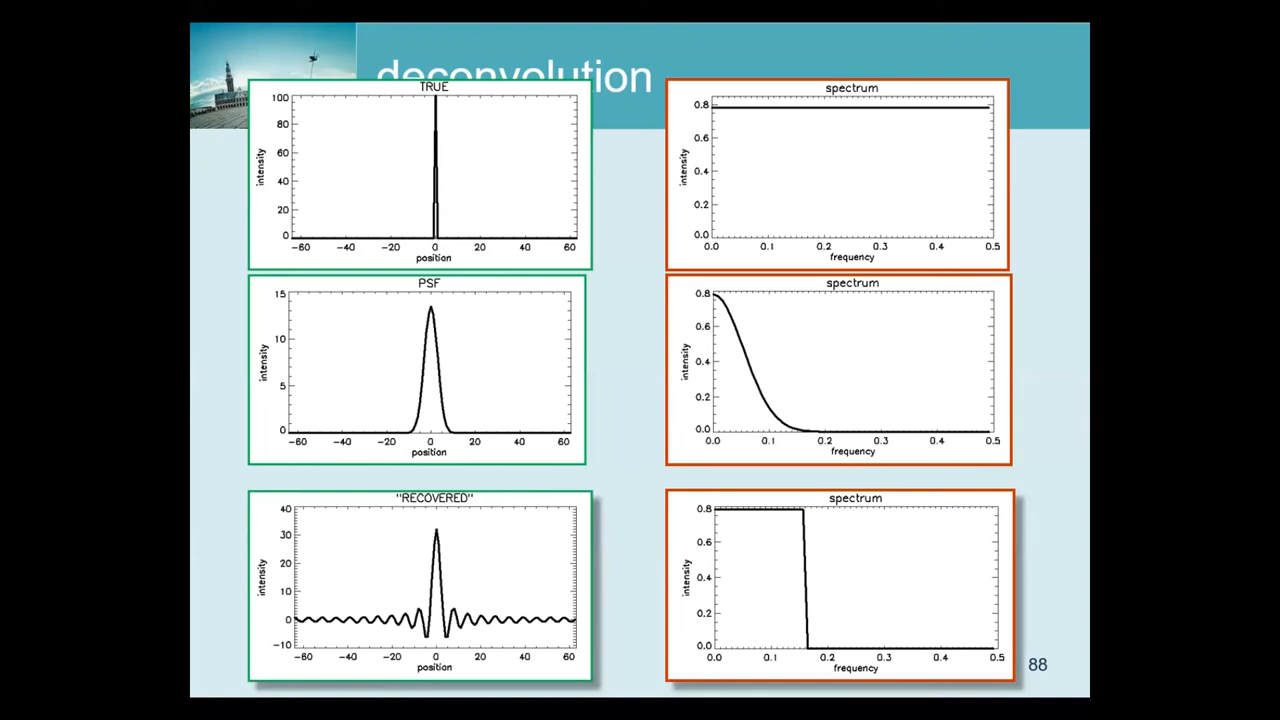 deconvolution
TRUE
100
80
60
40
20
0
intensity
−60 −40 −20 0 20 40 60
position
spectrum
0.8
0.6
0.4
0.2
0.0
intensity
0.0 0.1 0.2 0.3 0.4 0.5
frequency
PSF
15
10
5
0
intensity
−60 −40 −20 0 20 40 60
position
spectrum
0.8
0.6
0.4
0.2
0.0
intensity
0.0 0.1 0.2 0.3 0.4 0.5
frequency
"RECOVERED"
40
30
20
10
0
−10
intensity
−60 −40 −20 0 20 40 60
position
spectrum
0.8
0.6
0.4
0.2
0.0
intensity
0.0 0.1 0.2 0.3 0.4 0.5
frequency
88